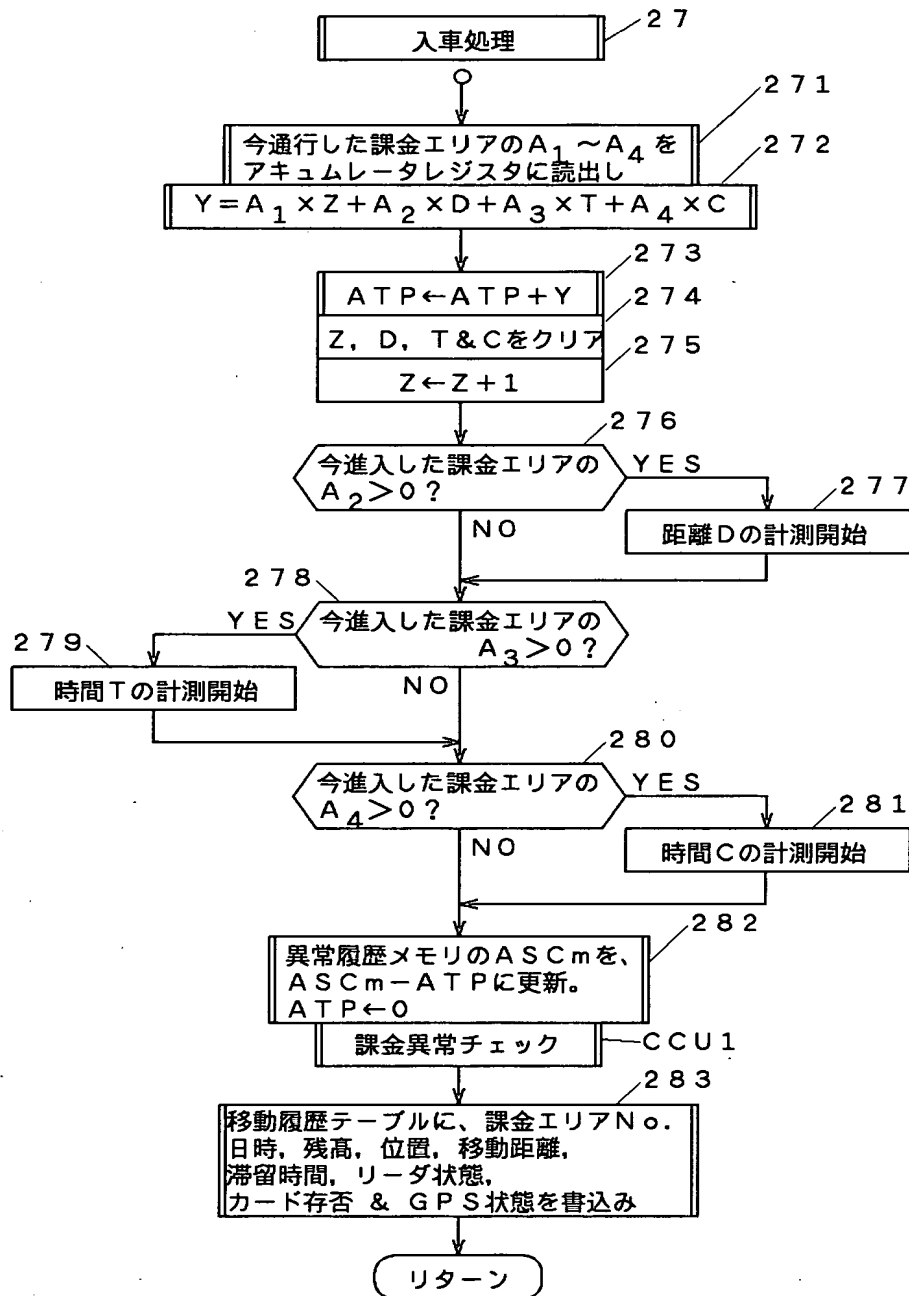 27
入車処理
271
今通行した課金エリアのA1～A4を
アキュムレータレジスタに読出し
272
Y=A1×Z+A2×D+A3×T+A4×C
273
ATP←ATP+Y
274
Z,D,T&Cをクリア
275
Z←Z+1
276
今進入した課金エリアの
A2>0?
YES
277
NO
距離Dの計測開始
278
YES
今進入した課金エリアの
A3>0?
279
NO
時間Tの計測開始
280
今進入した課金エリアの
A4>0?
YES
281
NO
時間Cの計測開始
282
異常履歴メモリのASCmを、
ASCm−ATPに更新。
ATP←0
課金異常チェック
CCU1
283
移動履歴テーブルに、課金エリアNo.
日時,残高,位置,移動距離,
滞留時間,リーダ状態,
カード存否 & GPS状態を書込み
リターン